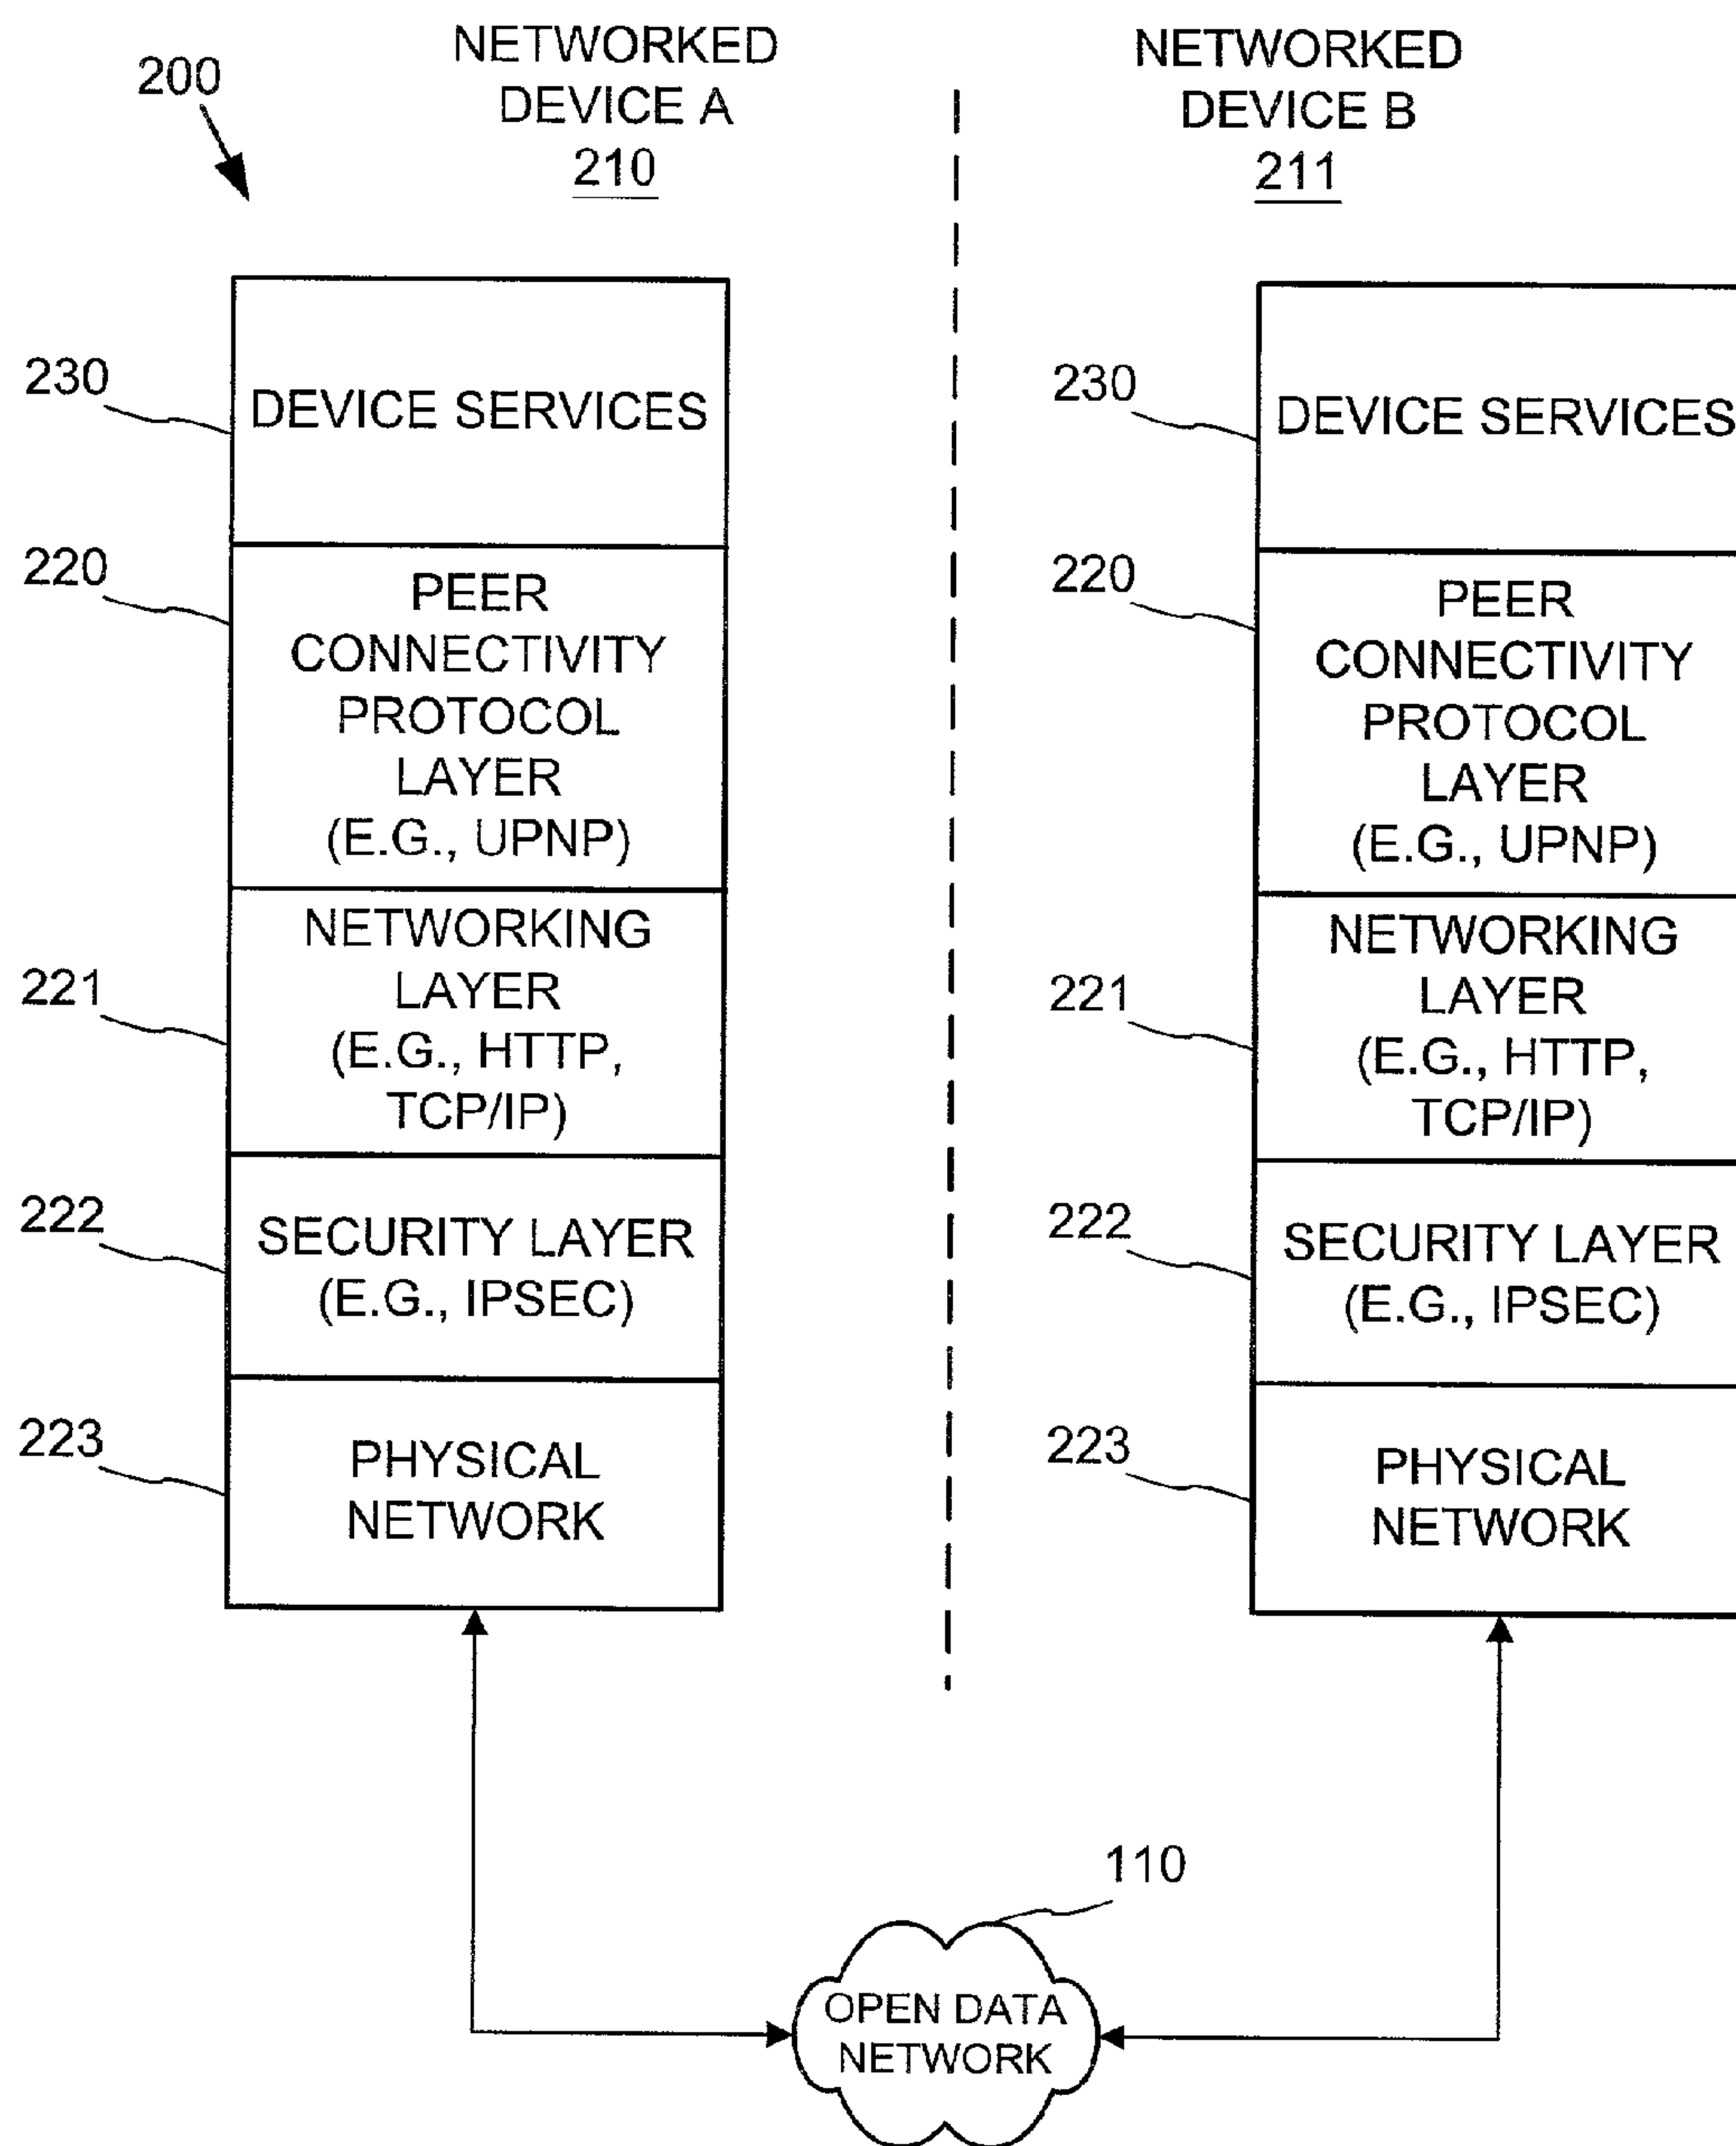 200
NETWORKED
DEVICE A
210
NETWORKED
DEVICE B
211
230
DEVICE SERVICES
220
PEER
CONNECTIVITY
PROTOCOL
LAYER
(E.G., UPNP)
221
NETWORKING
LAYER
(E.G., HTTP,
TCP/IP)
222
SECURITY LAYER
(E.G., IPSEC)
223
PHYSICAL
NETWORK
230
DEVICE SERVICES
220
PEER
CONNECTIVITY
PROTOCOL
LAYER
(E.G., UPNP)
221
NETWORKING
LAYER
(E.G., HTTP,
TCP/IP)
222
SECURITY LAYER
(E.G., IPSEC)
223
PHYSICAL
NETWORK
110
OPEN DATA
NETWORK